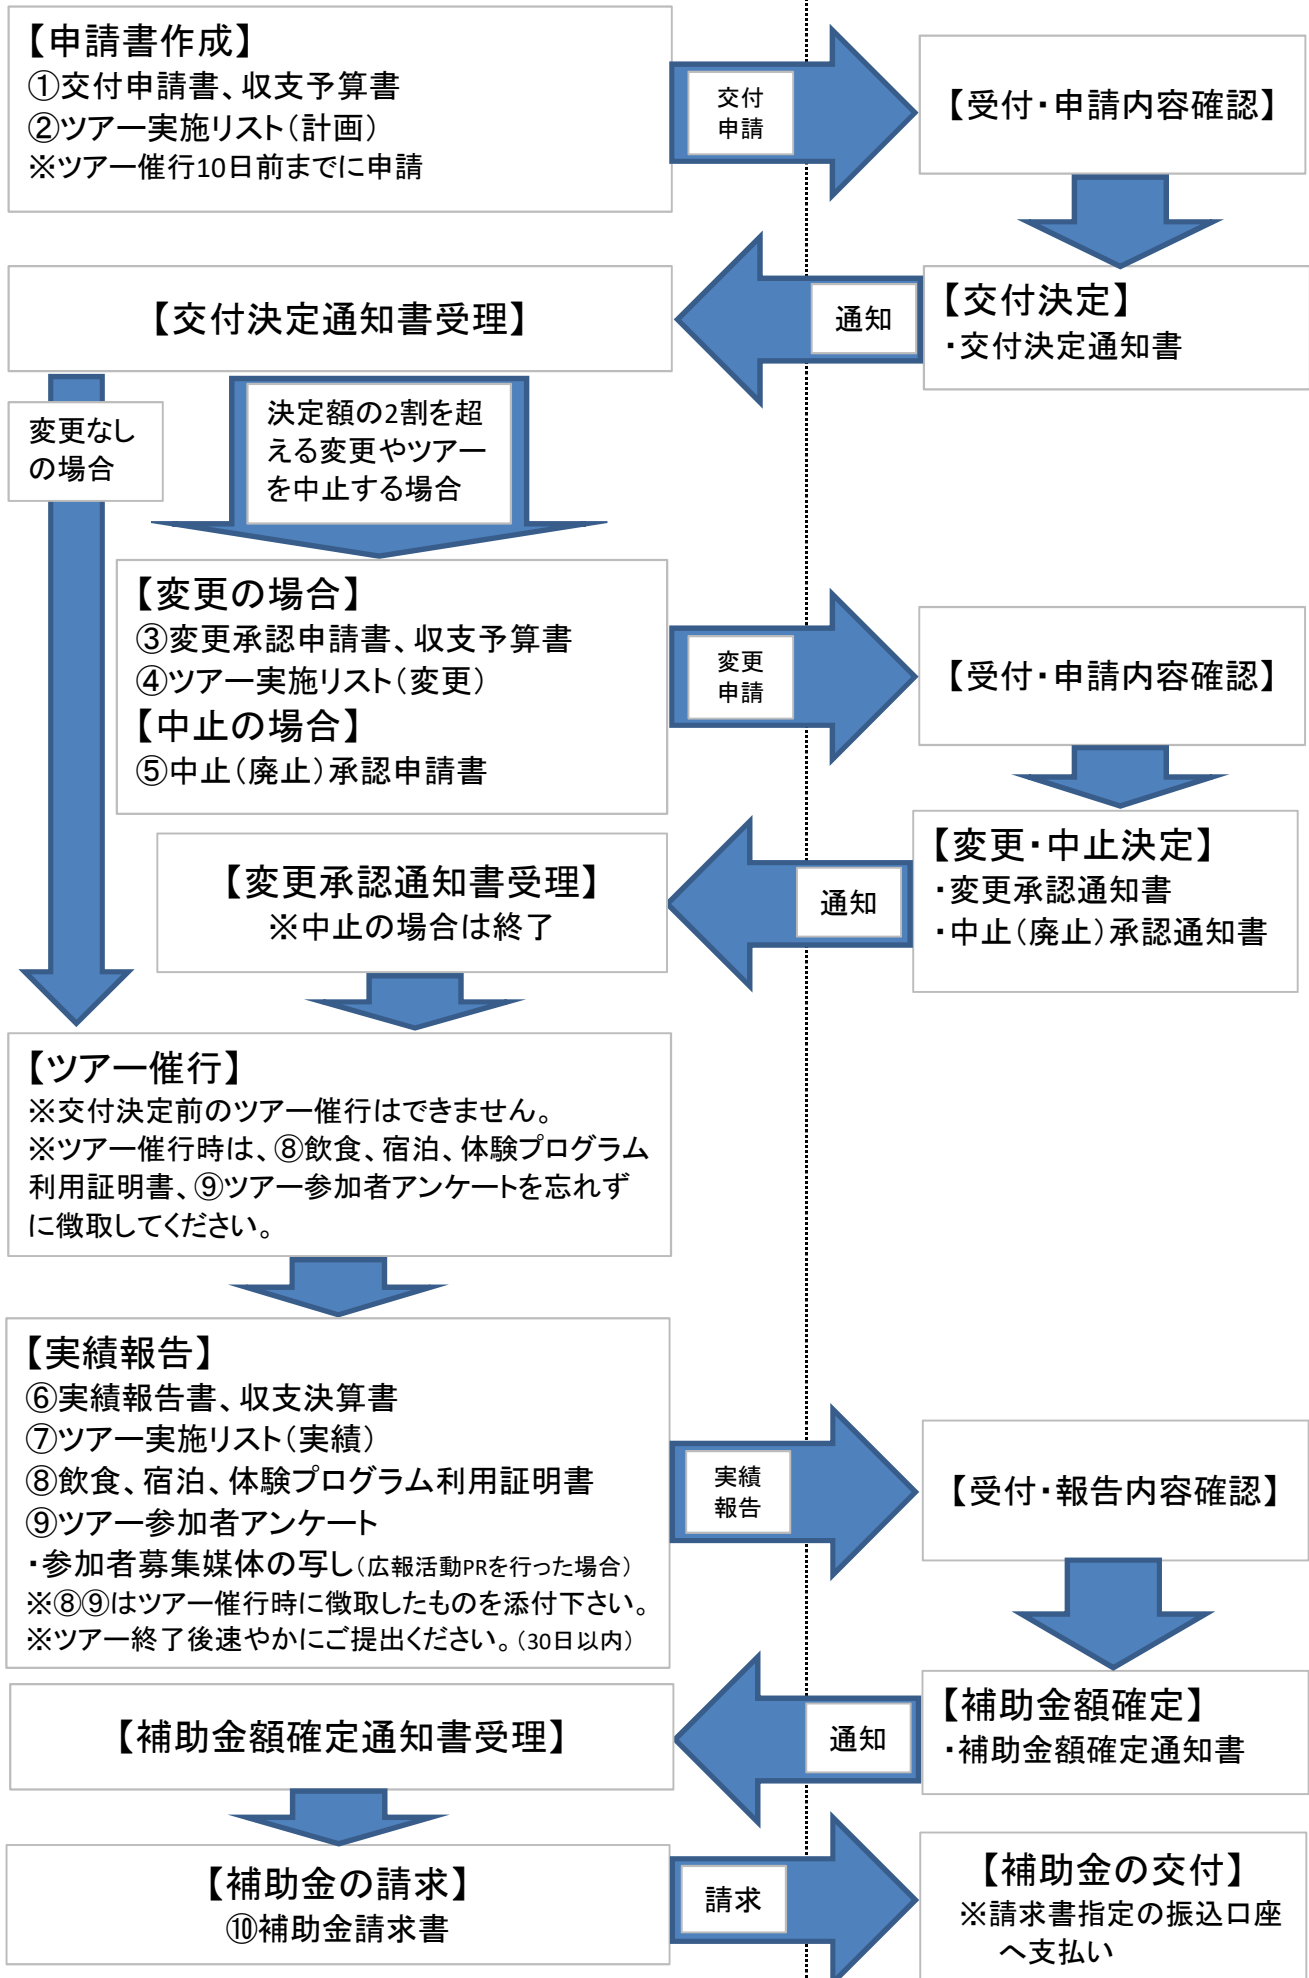 【申請書作成】
①交付申請書、収支予算書
②ツアー実施リスト（計画）
※ツアー催行10日前までに申請
交付
申請
【受付・申請内容確認】
【交付決定】
・交付決定通知書
通知
【交付決定通知書受理】
変更なし
の場合
決定額の2割を超
える変更やツアー
を中止する場合
【変更の場合】
③変更承認申請書、収支予算書
④ツアー実施リスト（変更）
【中止の場合】
⑤中止（廃止）承認申請書
変更
申請
【受付・申請内容確認】
【変更・中止決定】
・変更承認通知書
・中止（廃止）承認通知書
通知
【変更承認通知書受理】
※中止の場合は終了
【ツアー催行】
※交付決定前のツアー催行はできません。
※ツアー催行時は、⑧飲食、宿泊、体験プログラム
利用証明書、⑨ツアー参加者アンケートを忘れず
に徴取してください。
【実績報告】
⑥実績報告書、収支決算書
⑦ツアー実施リスト（実績）
⑧飲食、宿泊、体験プログラム利用証明書
⑨ツアー参加者アンケート
・参加者募集媒体の写し（広報活動PRを行った場合）
※⑧⑨はツアー催行時に徴取したものを添付下さい。
※ツアー終了後速やかにご提出ください。（30日以内）
実績
報告
【受付・報告内容確認】
【補助金額確定】
・補助金額確定通知書
通知
【補助金額確定通知書受理】
【補助金の請求】
⑩補助金請求書
請求
【補助金の交付】
※請求書指定の振込口座
へ支払い